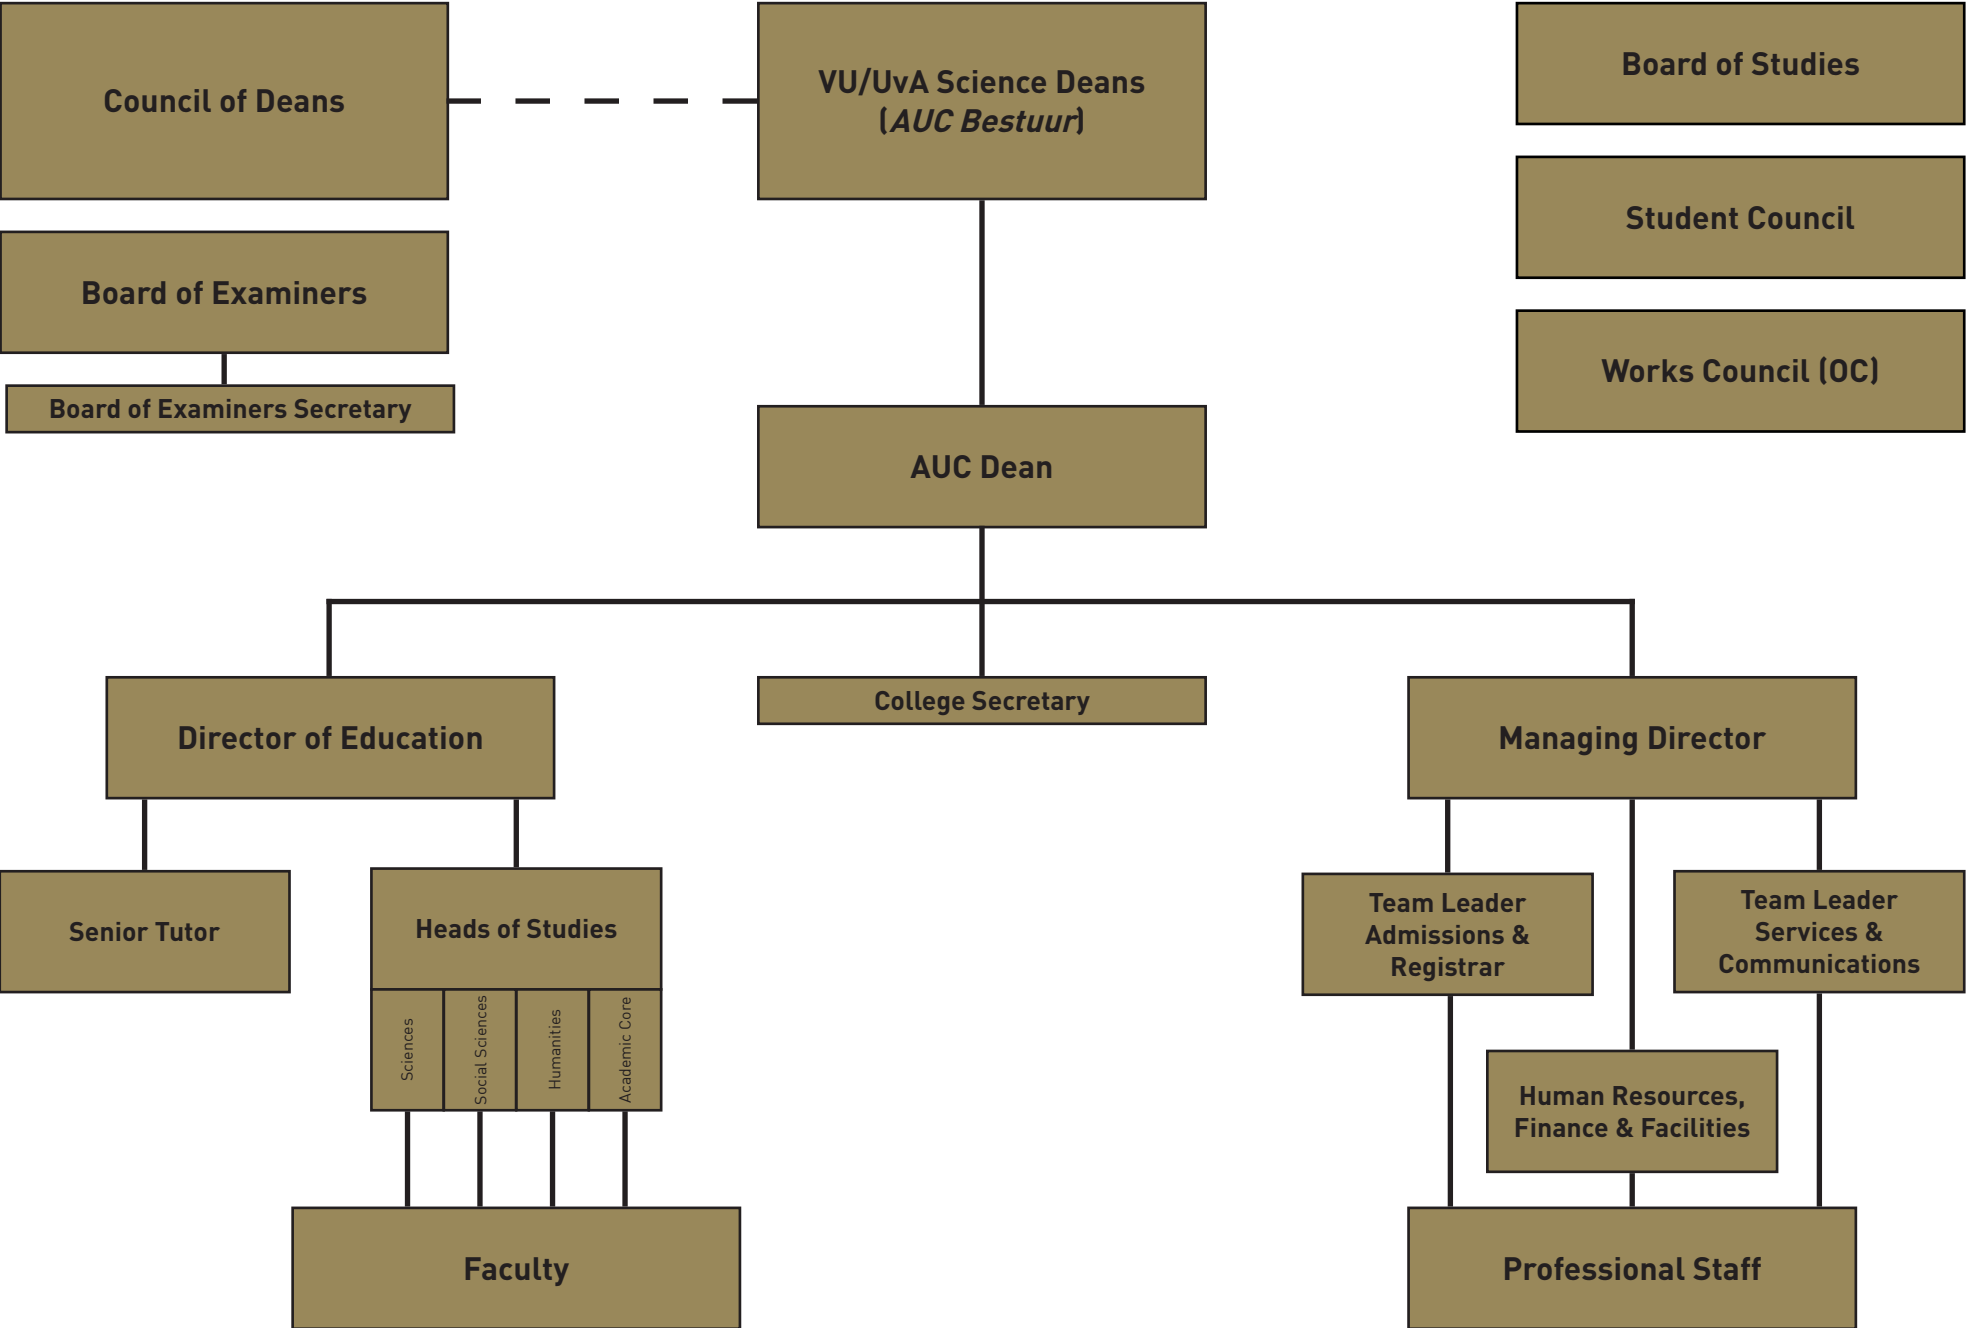 Council of Deans
VU/UvA Science Deans
(AUC Bestuur)
Board of Studies
Student Council
Board of Examiners
Works Council (OC)
Board of Examiners Secretary
AUC Dean
College Secretary
Director of Education
Managing Director
Senior Tutor
Heads of Studies
Team Leader
Admissions &
Registrar
Team Leader
Services &
Communications
Sciences
Social Sciences
Humanities
Academic Core
Human Resources,
Finance & Facilities
Faculty
Professional Staff